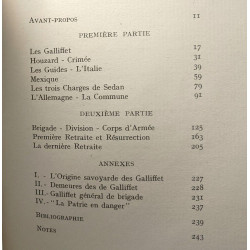 AVANT-PROPOS 11
PREMIÈRE PARTIE
Les Galliffet 17
Houzard - Crimée 31
Les Guides - L'Italie 39
Mexique 59
Les trois Charges de Sedan 79
L'Allemagne - La Commune 91
DEUXIÈME PARTIE
Brigade - Division - Corps d'Armée 125
Première Retraite et Résurrection 163
La dernière Retraite 205
ANNEXES
I. - L'Origine savoyarde des Galliffet 227
II. - Demeures des de Galliffet 228
III. - Galliffet général de brigade 231
IV. - "La Patrie en danger" 237
BIBLIOGRAPHIE 239
NOTES 243